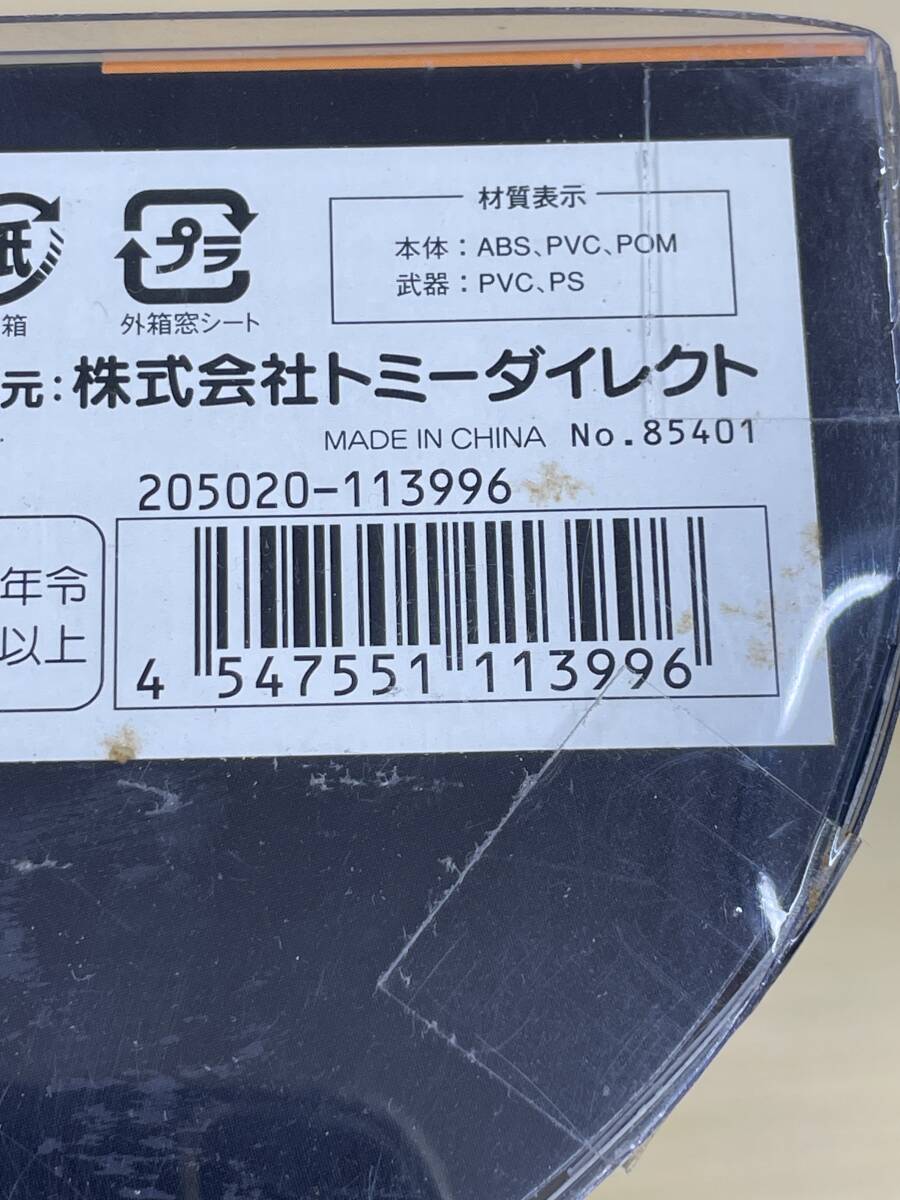 紙
プラ
箱
外箱窓シート
材質表示
本体：ABS、PVC、POM
武器：PVC、PS
元：株式会社トミーダイレクト
MADE IN CHINA No.85401
205020-113996
年令
以上
4 547551 113996